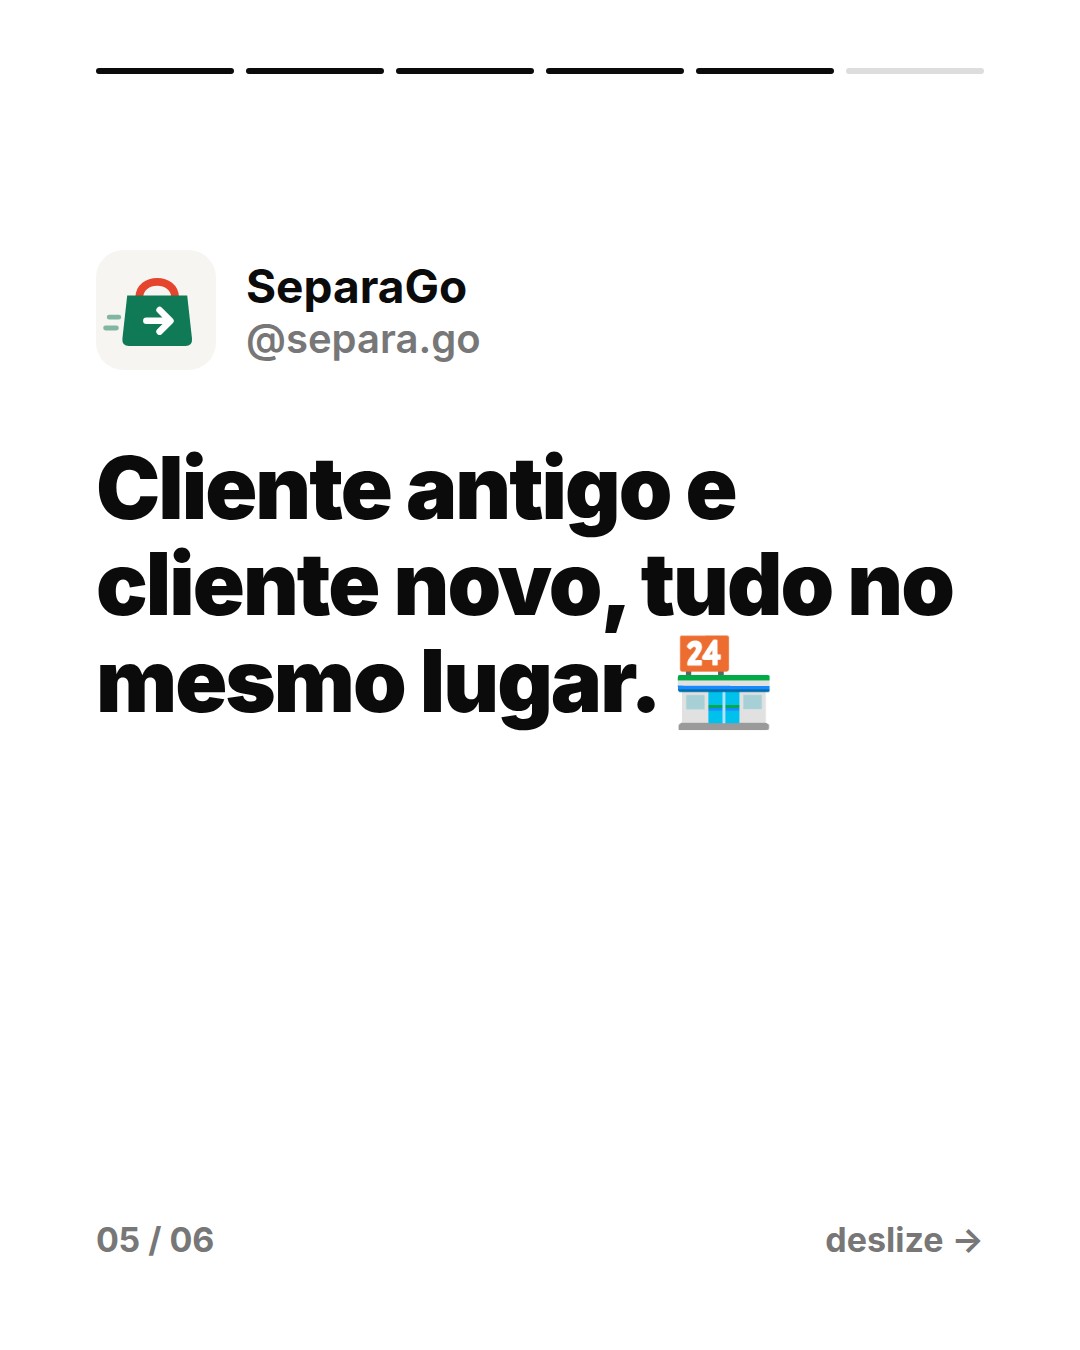 SeparaGo
@separa.go
Cliente antigo e
cliente novo, tudo no
mesmo lugar. 🏪
05 / 06
deslize →